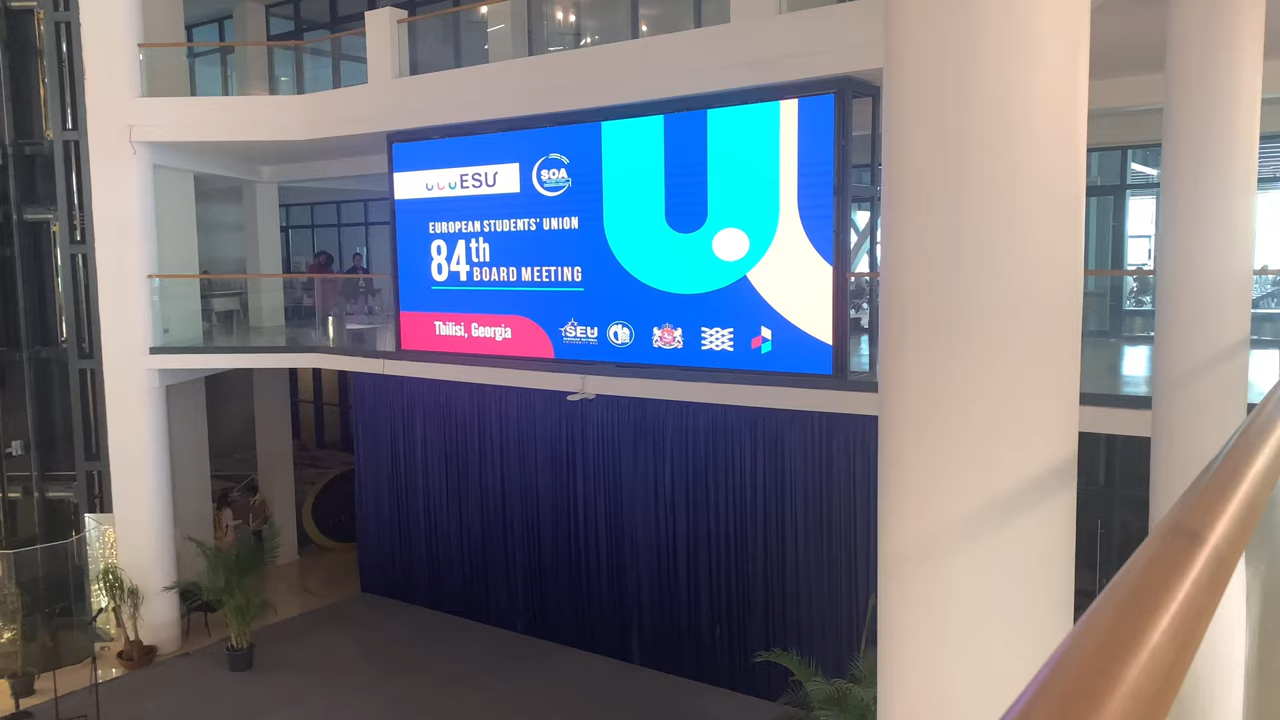 ESU
SOA
EUROPEAN STUDENTS' UNION
84th
BOARD MEETING
Tbilisi, Georgia
SEU